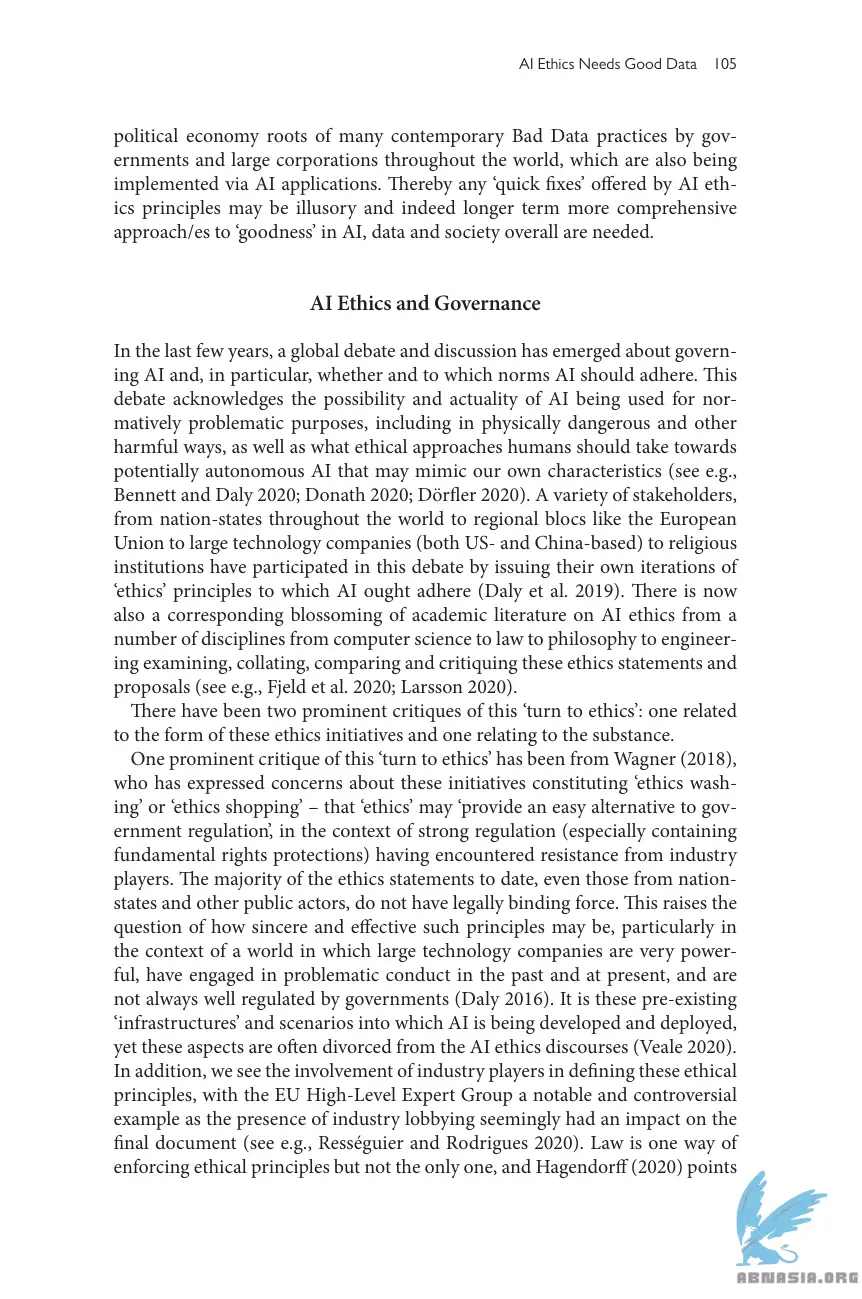 AI Ethics Needs Good Data 105
political economy roots of many contemporary Bad Data practices by gov-
ernments and large corporations throughout the world, which are also being
implemented via AI applications. Thereby any ‘quick fixes’ offered by AI eth-
ics principles may be illusory and indeed longer term more comprehensive
approach/es to ‘goodness’ in AI, data and society overall are needed.
AI Ethics and Governance
In the last few years, a global debate and discussion has emerged about govern-
ing AI and, in particular, whether and to which norms AI should adhere. This
debate acknowledges the possibility and actuality of AI being used for nor-
matively problematic purposes, including in physically dangerous and other
harmful ways, as well as what ethical approaches humans should take towards
potentially autonomous AI that may mimic our own characteristics (see e.g.,
Bennett and Daly 2020; Donath 2020; Dörfler 2020). A variety of stakeholders,
from nation-states throughout the world to regional blocs like the European
Union to large technology companies (both US- and China-based) to religious
institutions have participated in this debate by issuing their own iterations of
‘ethics’ principles to which AI ought adhere (Daly et al. 2019). There is now
also a corresponding blossoming of academic literature on AI ethics from a
number of disciplines from computer science to law to philosophy to engineer-
ing examining, collating, comparing and critiquing these ethics statements and
proposals (see e.g., Fjeld et al. 2020; Larsson 2020).
There have been two prominent critiques of this ‘turn to ethics’: one related
to the form of these ethics initiatives and one relating to the substance.
One prominent critique of this ‘turn to ethics’ has been from Wagner (2018),
who has expressed concerns about these initiatives constituting ‘ethics wash-
ing’ or ‘ethics shopping’ – that ‘ethics’ may ‘provide an easy alternative to gov-
ernment regulation’, in the context of strong regulation (especially containing
fundamental rights protections) having encountered resistance from industry
players. The majority of the ethics statements to date, even those from nation-
states and other public actors, do not have legally binding force. This raises the
question of how sincere and effective such principles may be, particularly in
the context of a world in which large technology companies are very power-
ful, have engaged in problematic conduct in the past and at present, and are
not always well regulated by governments (Daly 2016). It is these pre-existing
‘infrastructures’ and scenarios into which AI is being developed and deployed,
yet these aspects are often divorced from the AI ethics discourses (Veale 2020).
In addition, we see the involvement of industry players in defining these ethical
principles, with the EU High-Level Expert Group a notable and controversial
example as the presence of industry lobbying seemingly had an impact on the
final document (see e.g., Rességuier and Rodrigues 2020). Law is one way of
enforcing ethical principles but not the only one, and Hagendorff (2020) points
ABNASIA.ORG